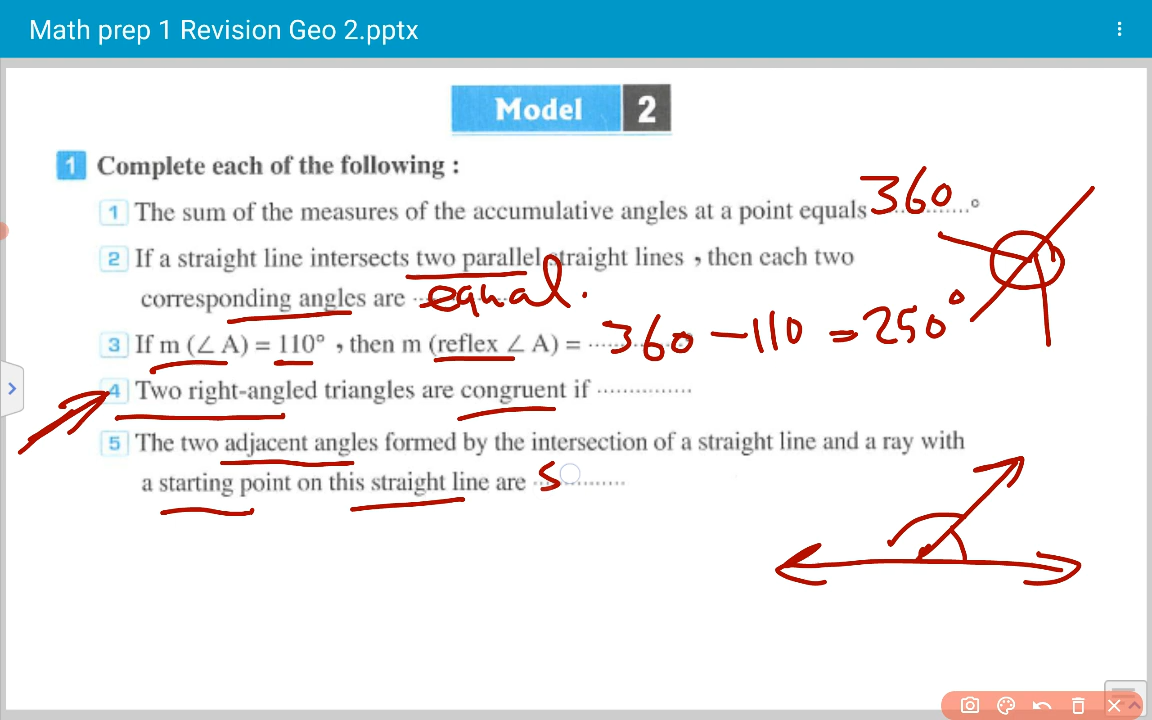 Math prep 1 Revision Geo 2.pptx
Model 2
1 Complete each of the following :
1 The sum of the measures of the accumulative angles at a point equals 360 ............°
2 If a straight line intersects two parallel straight lines , then each two
corresponding angles are equal.
3 If m (∠ A) = 110° , then m (reflex ∠ A) = ...... 360 - 110 = 250°
4 Two right-angled triangles are congruent if ................
5 The two adjacent angles formed by the intersection of a straight line and a ray with
a starting point on this straight line are S ............